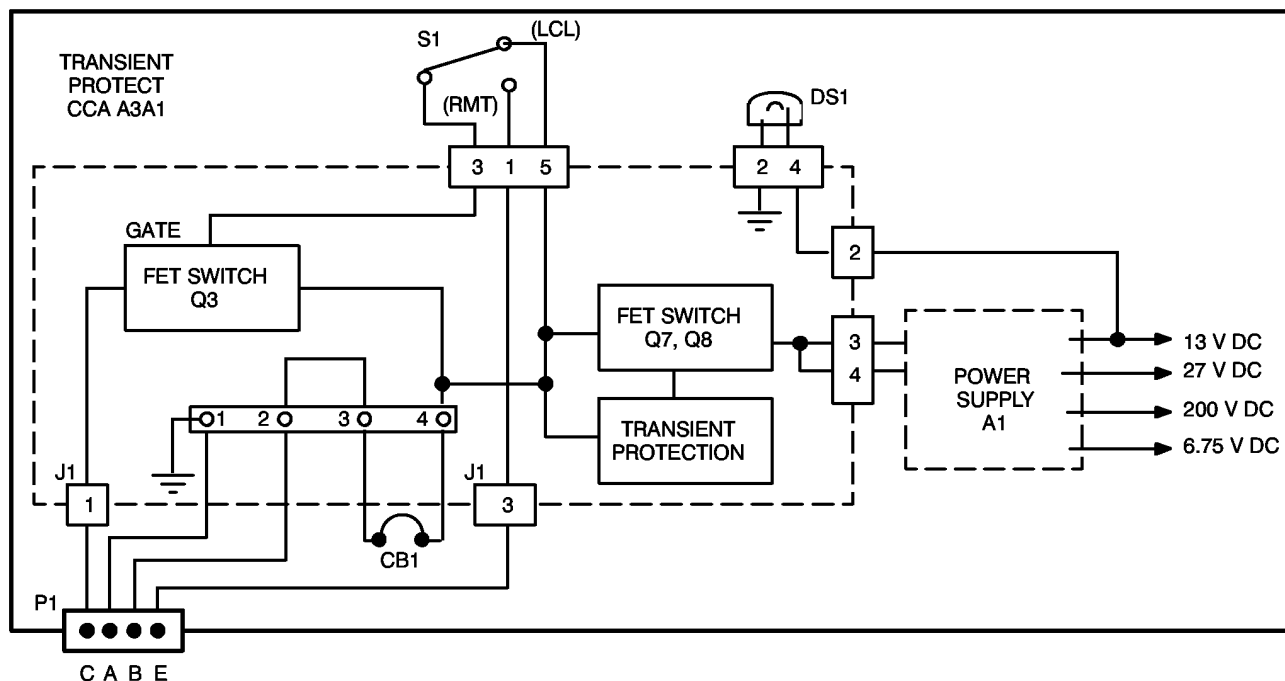 TRANSIENT
PROTECT
CCA A3A1
S1
(LCL)
(RMT)
DS1
3 1 5
2 4
GATE
FET SWITCH
Q3
2
FET SWITCH
Q7, Q8
3
4
POWER
SUPPLY
A1
13 V DC
27 V DC
200 V DC
6.75 V DC
1 2 3 4
TRANSIENT
PROTECTION
J1
1
J1
3
CB1
P1
C A B E